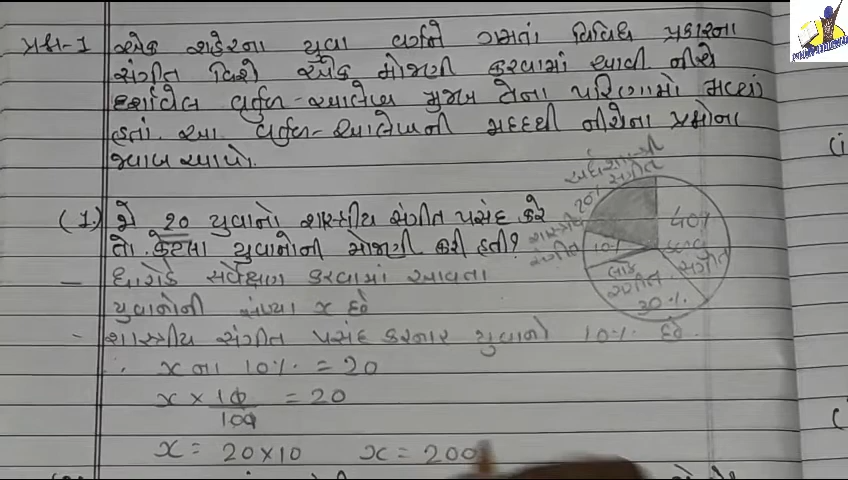 પ્રશ્ન-1 એક શહેરના યુવા વર્ગને ગમતાં વિવિધ પ્રકારના
સંગીત વિશે એક મોજણી કરવામાં આવી નીચે
દર્શાવેલ વર્તુળ-આલેખ મુજબ તેના પરિણામો મળ્યાં
હતાં. આ વર્તુળ-આલેખની મદદથી નીચેના પ્રશ્નોના
જવાબ આપો.
(1) જો 20 યુવાનો શાસ્ત્રીય સંગીત પસંદ કરે
તો કેટલા યુવાનોની મોજણી કરી હતી?
- ધારોકે સર્વેક્ષણ કરવામાં આવતા
યુવાનોની સંખ્યા x છે
- શાસ્ત્રીય સંગીત પસંદ કરનાર યુવાનો 10% છે.
∴ x ના 10% = 20
x × 10/100 = 20
x = 20×10 x = 200
સંગીત
20%
40%
સંગીત
શાસ્ત્રીય
સંગીત 10%
લોક
સંગીત
30%
(i
(